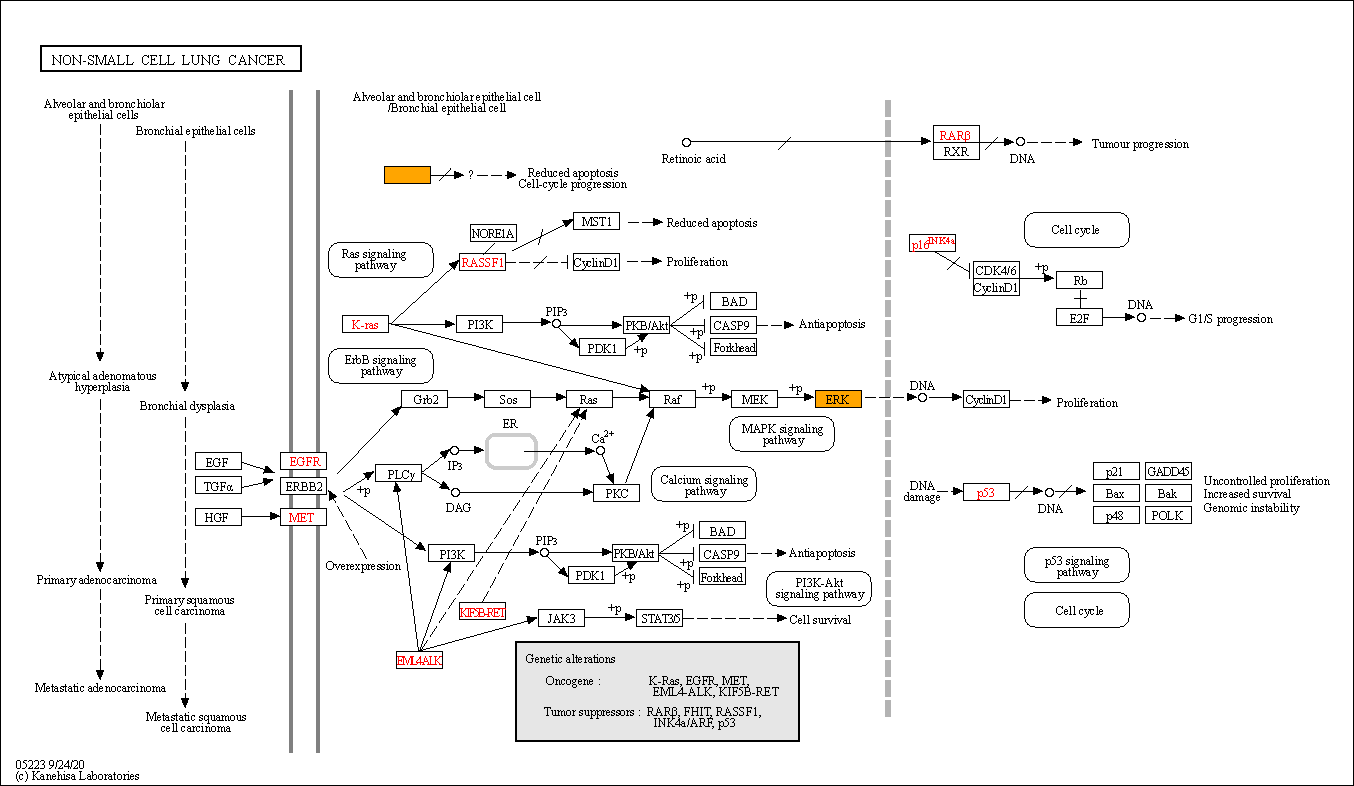 NON-SMALL CELL LUNG CANCER
Alveolar and bronchiolar
epithelial cells
Bronchial epithelial cells
Alveolar and bronchiolar epithelial cell
/Bronchial epithelial cell
Retinoic acid
RARβ
RXR
DNA
Tumour progression
?
Reduced apoptosis
Cell-cycle progression
NORE1A
MST1
Reduced apoptosis
Ras signaling
pathway
RASSF1
CyclinD1
Proliferation
p16INK4a
Cell cycle
CDK4/6
CyclinD1
+p
Rb
E2F
DNA
G1/S progression
K-ras
PI3K
PIP3
PKB/Akt
PDK1
+p
+p
+p
+p
BAD
CASP9
Forkhead
Antiapoptosis
ErbB signaling
pathway
Atypical adenomatous
hyperplasia
Bronchial dysplasia
Grb2
Sos
Ras
Raf
+p
MEK
+p
ERK
DNA
CyclinD1
Proliferation
MAPK signaling
pathway
ER
Ca2+
IP3
EGF
TGFα
HGF
EGFR
ERBB2
MET
+p
PLCγ
DAG
PKC
Calcium signaling
pathway
DNA
damage
p53
DNA
p21
GADD45
Bax
Bak
p48
POLK
Uncontrolled proliferation
Increased survival
Genomic instability
Overexpression
PI3K
PIP3
PKB/Akt
PDK1
+p
+p
+p
+p
BAD
CASP9
Forkhead
Antiapoptosis
PI3K-Akt
signaling pathway
p53 signaling
pathway
Cell cycle
Primary adenocarcinoma
Primary squamous
cell carcinoma
KIF5B-RET
JAK3
+p
STAT3/5
Cell survival
EML4ALK
Metastatic adenocarcinoma
Metastatic squamous
cell carcinoma
Genetic alterations
Oncogene : K-Ras, EGFR, MET,
EML4-ALK, KIF5B-RET
Tumor suppressors : RARβ, FHIT, RASSF1,
INK4a/ARF, p53
05223 9/24/20
(c) Kanehisa Laboratories